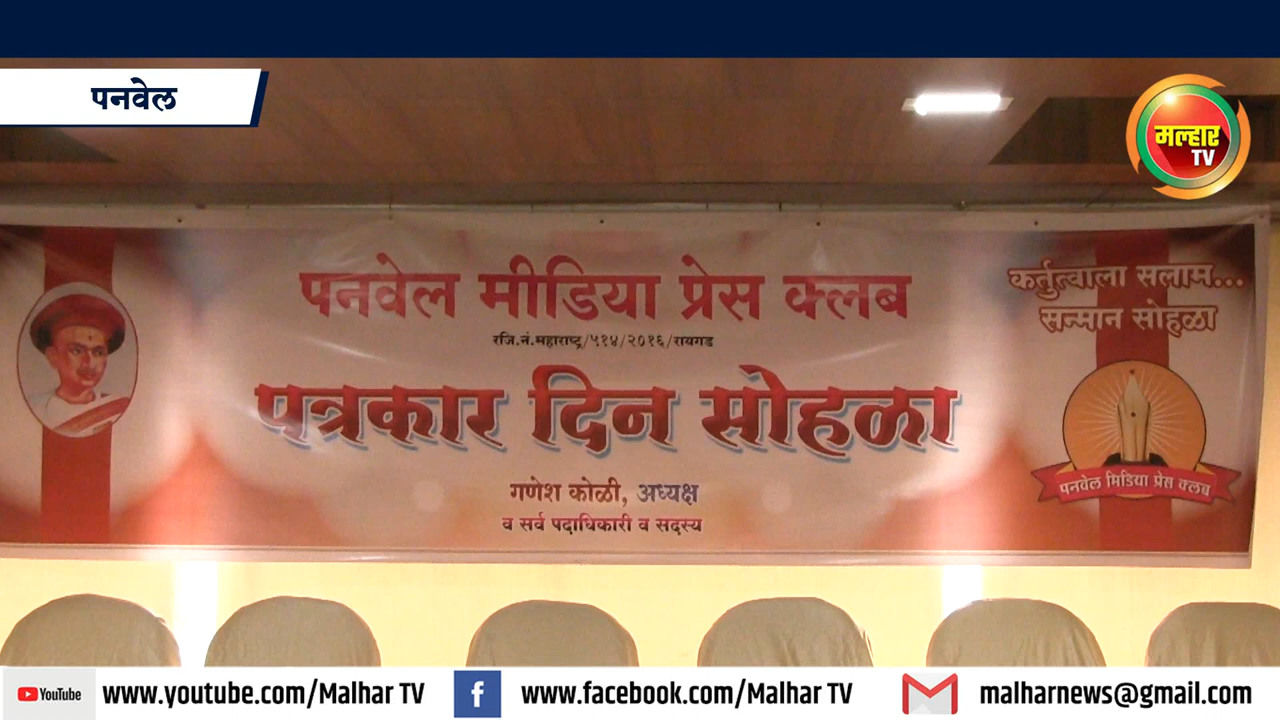 पनवेल
मल्हार
TV
पनवेल मीडिया प्रेस क्लब
रजि.नं.महाराष्ट्र/५१४/२०१६/रायगड
पत्रकार दिन सोहळा
गणेश कोळी, अध्यक्ष
व सर्व पदाधिकारी व सदस्य
कर्तुत्वाला सलाम...
सन्मान सोहळा
पनवेल मिडिया प्रेस क्लब
YouTube
www.youtube.com/Malhar TV
www.facebook.com/Malhar TV
malharnews@gmail.com